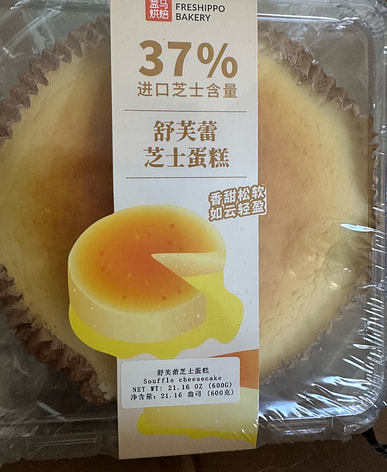 盒马
烘焙
FRESHIPPO
BAKERY
37%
进口芝士含量
舒芙蕾
芝士蛋糕
香甜松软
如云轻盈
舒芙蕾芝士蛋糕
Souffle cheesecake
NET WT: 21.16 OZ (600G)
净含量: 21.16 盎司 (600克)